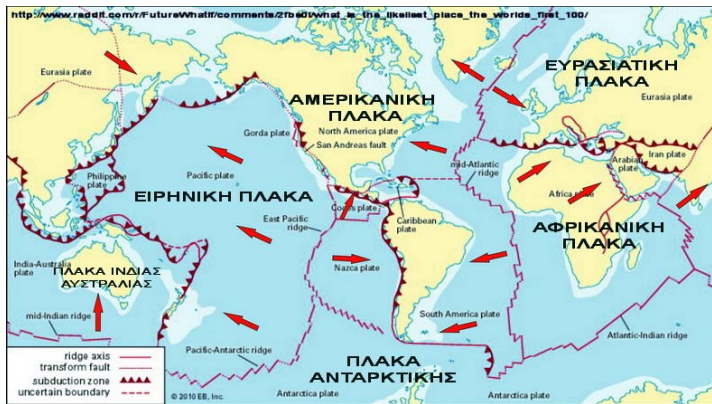 http://www.reddit.com/r/FutureWhatif/comments/2fbe0f/what_is_the_likeliest_place_the_worlds_first_100/
Eurasia plate
ΑΜΕΡΙΚΑΝΙΚΗ
ΠΛΑΚΑ
North America plate
Gorda plate
San Andreas fault
ΕΥΡΑΣΙΑΤΙΚΗ
ΠΛΑΚΑ
Eurasia plate
mid-Atlantic
ridge
Arabian
plate
Iran plate
Philippine
plate
Pacific plate
ΕΙΡΗΝΙΚΗ ΠΛΑΚΑ
Cocos plate
Caribbean
plate
Africa plate
ΑΦΡΙΚΑΝΙΚΗ
ΠΛΑΚΑ
East Pacific
ridge
India-Australia
plate
ΠΛΑΚΑ ΙΝΔΙΑΣ
ΑΥΣΤΡΑΛΙΑΣ
Nazca plate
South America plate
mid-Indian ridge
Pacific-Antarctic ridge
Atlantic-Indian ridge
ridge axis
transform fault
subduction zone
uncertain boundary
© 2010 EB, Inc.
ΠΛΑΚΑ
ΑΝΤΑΡΚΤΙΚΗΣ
Antarctica plate
Antarctica plate